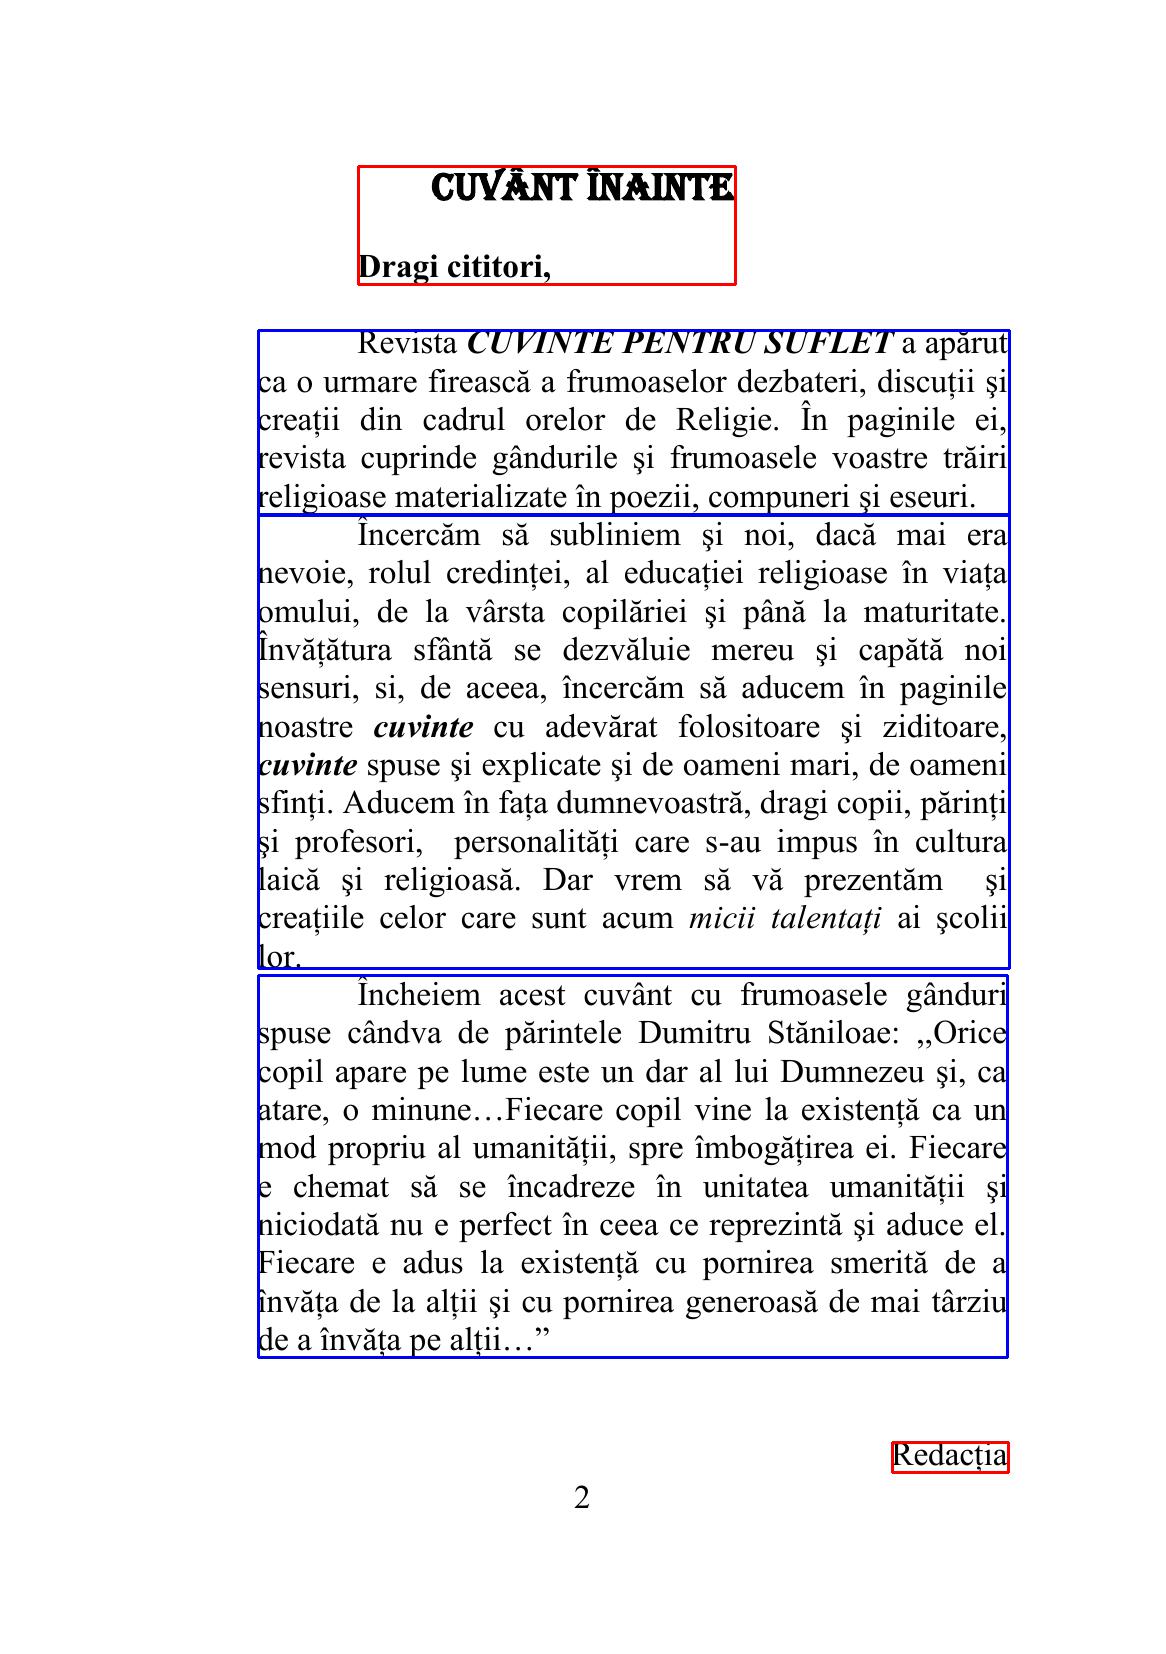 CUVÂNT ÎNAINTE
Dragi cititori,
Revista CUVINTE PENTRU SUFLET a apărut
ca o urmare firească a frumoaselor dezbateri, discuții şi
creații din cadrul orelor de Religie. În paginile ei,
revista cuprinde gândurile şi frumoasele voastre trăiri
religioase materializate în poezii, compuneri şi eseuri.
Încercăm să subliniem şi noi, dacă mai era
nevoie, rolul credinței, al educației religioase în viața
omului, de la vârsta copilăriei şi până la maturitate.
Învățătura sfântă se dezvăluie mereu şi capătă noi
sensuri, si, de aceea, încercăm să aducem în paginile
noastre cuvinte cu adevărat folositoare şi ziditoare,
cuvinte spuse şi explicate şi de oameni mari, de oameni
sfinți. Aducem în fața dumnevoastră, dragi copii, părinți
şi profesori, personalități care s-au impus în cultura
laică şi religioasă. Dar vrem să vă prezentăm şi
creațiile celor care sunt acum micii talentați ai şcolii
lor.
Încheiem acest cuvânt cu frumoasele gânduri
spuse cândva de părintele Dumitru Stăniloae: ,,Orice
copil apare pe lume este un dar al lui Dumnezeu şi, ca
atare, o minune…Fiecare copil vine la existență ca un
mod propriu al umanității, spre îmbogățirea ei. Fiecare
e chemat să se încadreze în unitatea umanității şi
niciodată nu e perfect în ceea ce reprezintă şi aduce el.
Fiecare e adus la existență cu pornirea smerită de a
învăța de la alții şi cu pornirea generoasă de mai târziu
de a învăța pe alții…”
Redacția
2